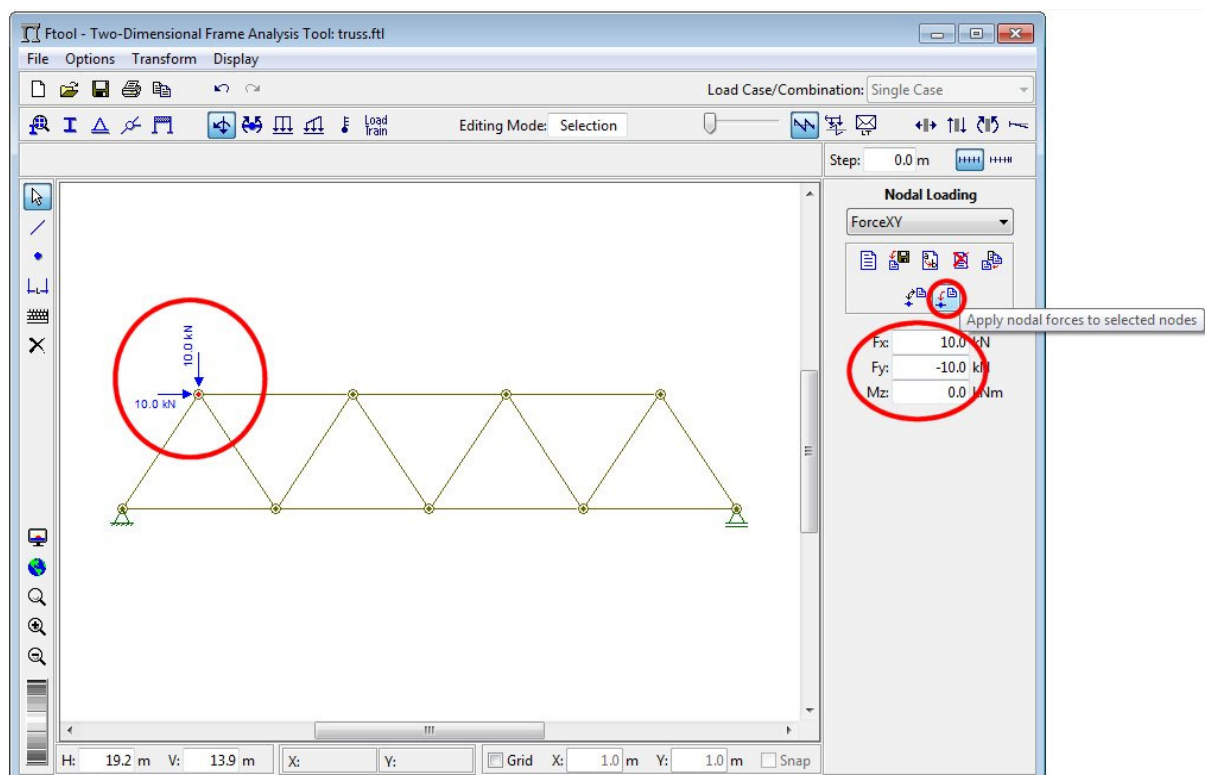 Ftool - Two-Dimensional Frame Analysis Tool: truss.ftl
File Options Transform Display
Load Case/Combination: Single Case
Load Train
Editing Mode: Selection
LT
Step: 0.0 m
Nodal Loading
ForceXY
L
Apply nodal forces to selected nodes
10.0 kN
Fx: 10.0 kN
Fy: -10.0 kN
10.0 kN
Mz: 0.0 kNm
H: 19.2 m V: 13.9 m X: Y: Grid X: 1.0 m Y: 1.0 m Snap